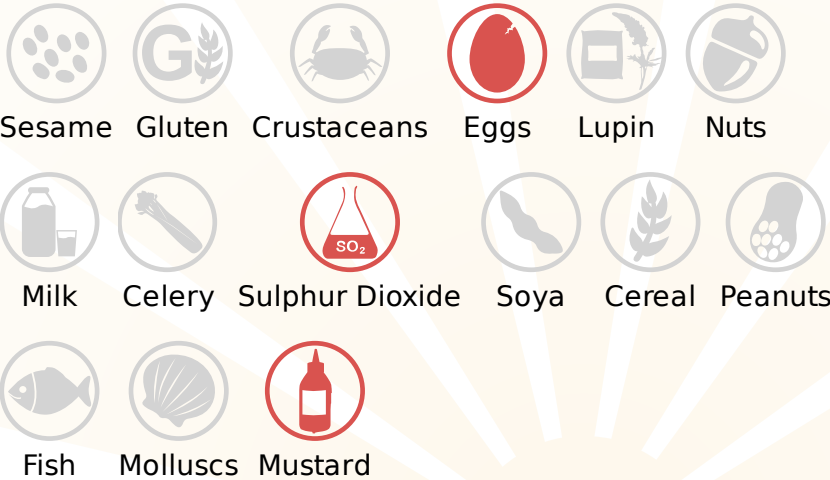 G
Sesame Gluten Crustaceans Eggs Lupin Nuts
SO₂
Milk Celery Sulphur Dioxide Soya Cereal Peanuts
Fish Molluscs Mustard